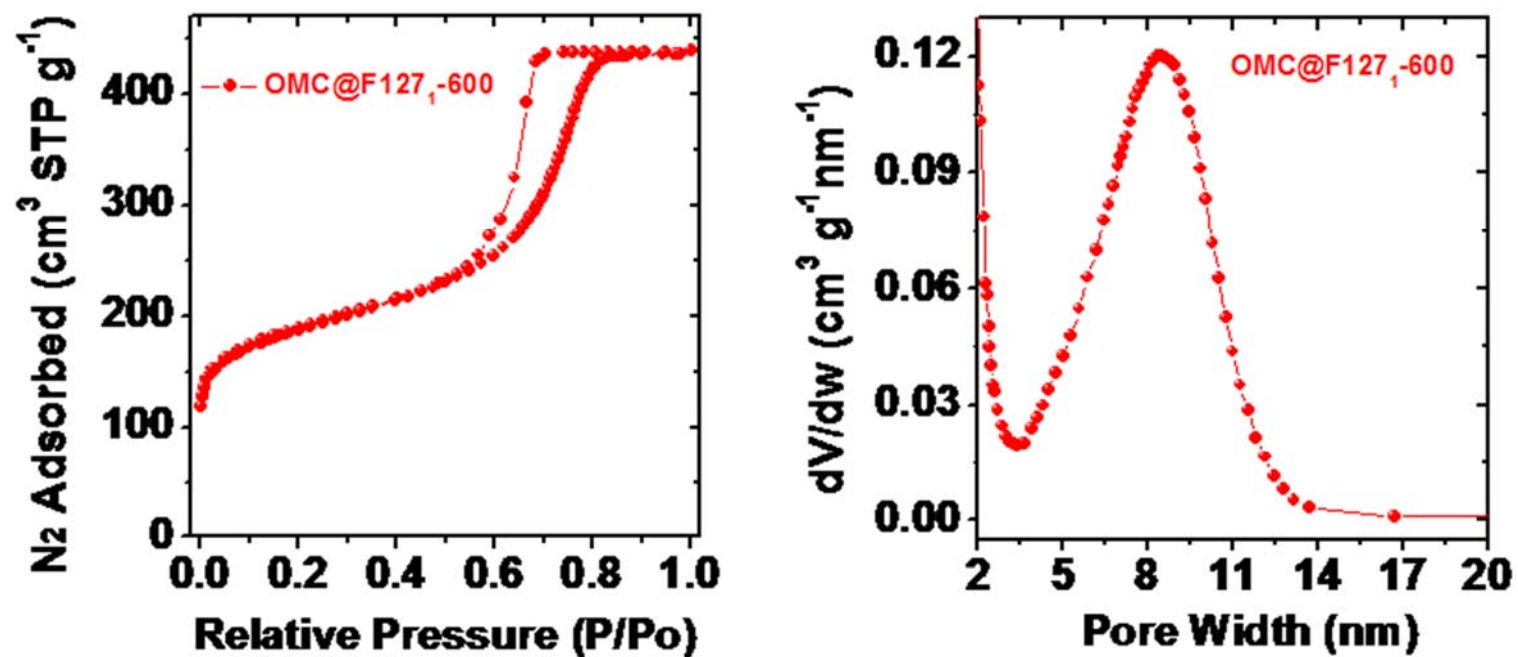 N2 Adsorbed (cm³ STP g⁻¹)
400
300
200
100
0
OMC@F127₁-600
0.0 0.2 0.4 0.6 0.8 1.0
Relative Pressure (P/Po)
dV/dw (cm³ g⁻¹nm⁻¹)
0.12
0.09
0.06
0.03
0.00
OMC@F127₁-600
2 5 8 11 14 17 20
Pore Width (nm)